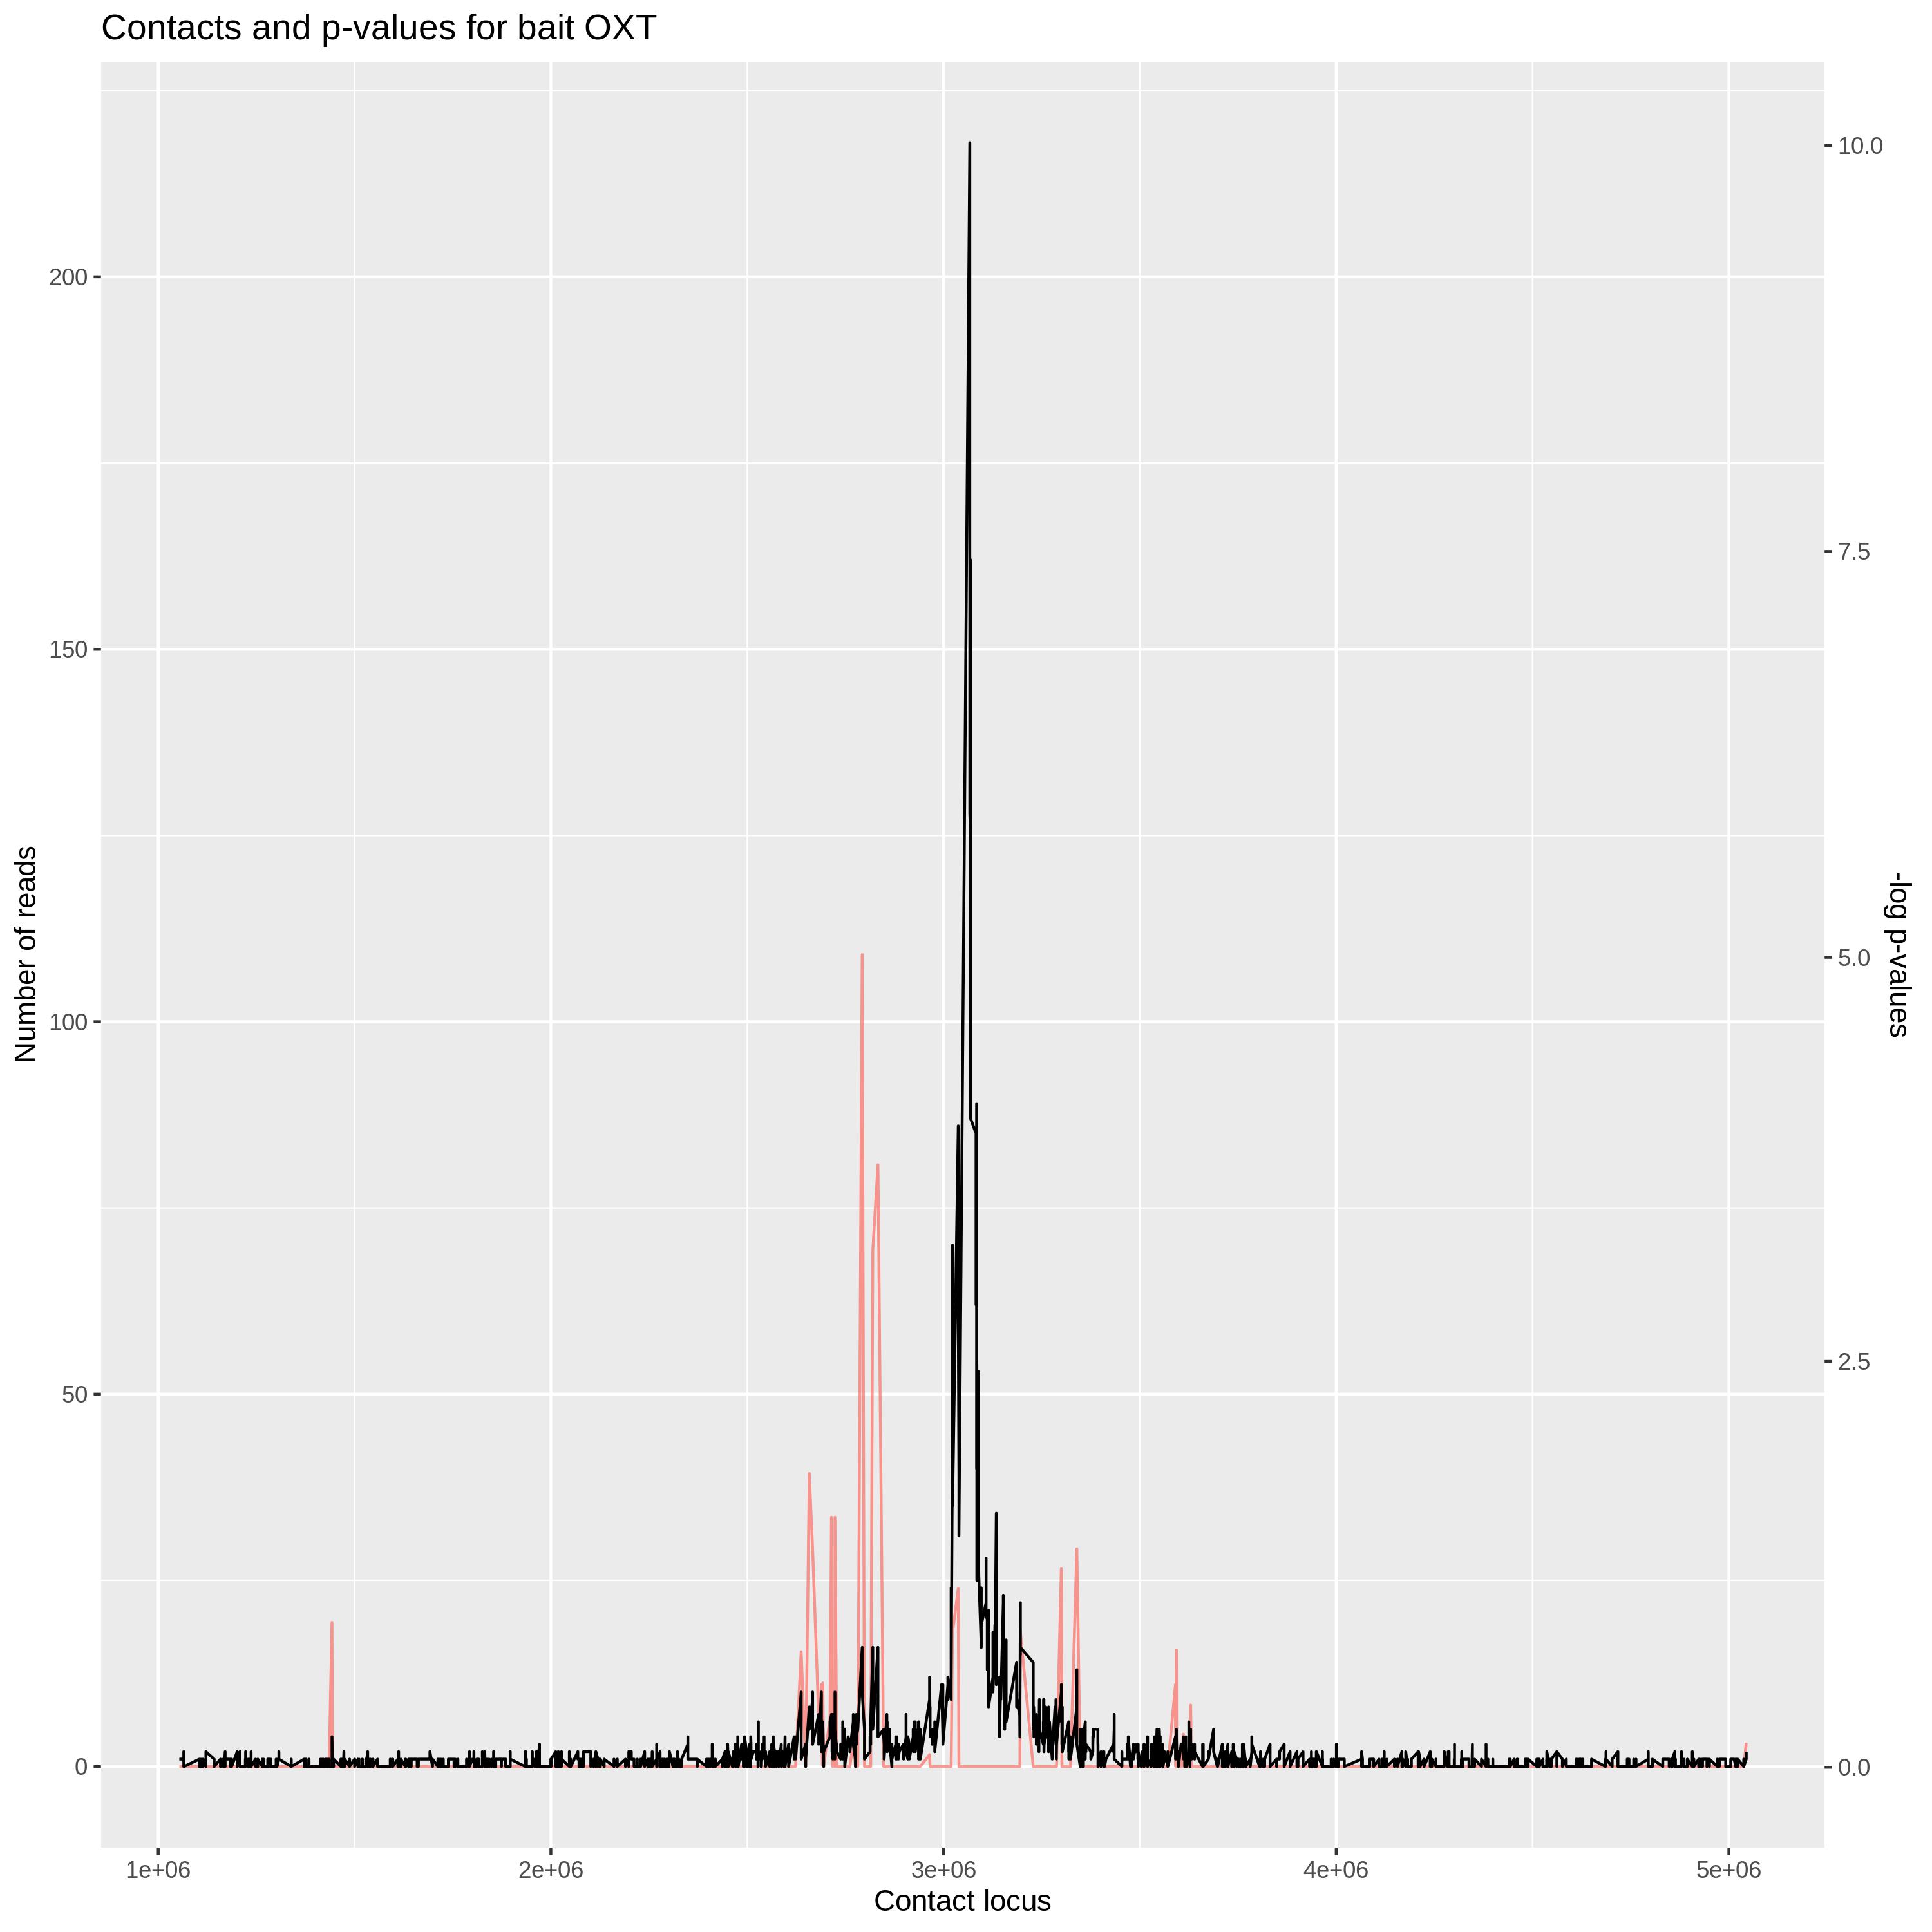 Contacts and p-values for bait OXT
Number of reads
200
150
100
50
0
10.0
7.5
5.0
2.5
0.0
-log p-values
1e+06 2e+06 3e+06 4e+06 5e+06
Contact locus